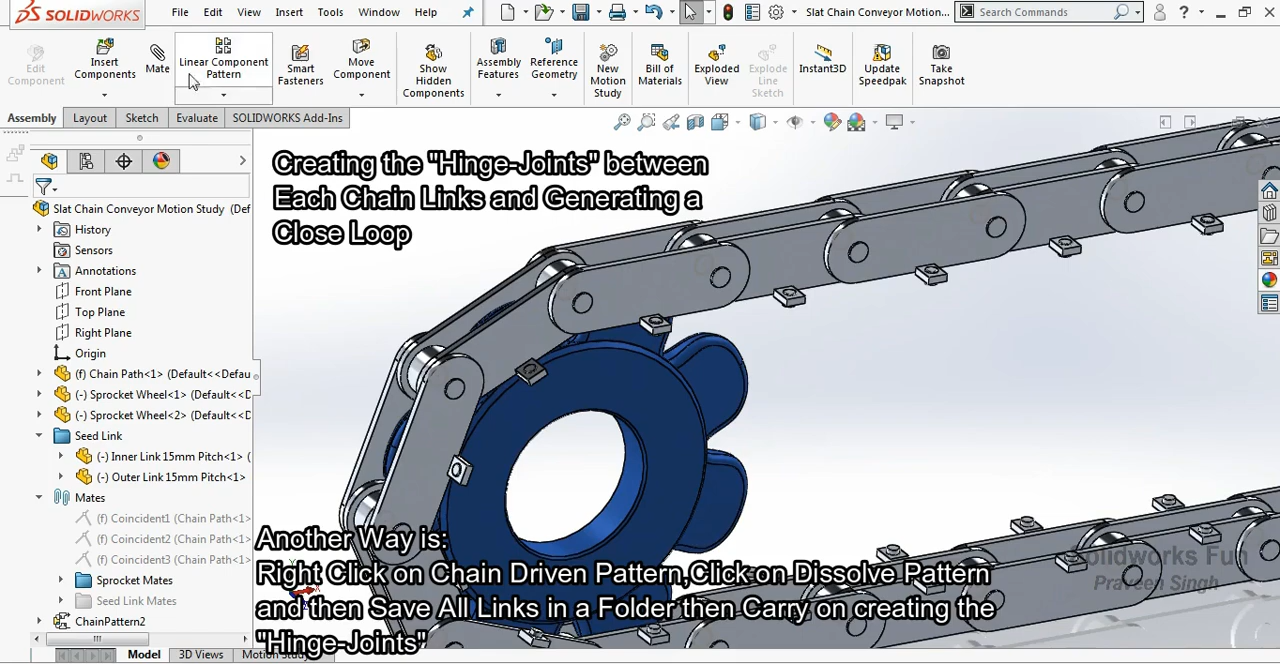 SOLIDWORKS
File
Edit
View
Insert
Tools
Window
Help
Slat Chain Conveyor Motion...
Search Commands
Edit
Component
Insert
Components
Mate
Linear Component
Pattern
Smart
Fasteners
Move
Component
Show
Hidden
Components
Assembly
Features
Reference
Geometry
New
Motion
Study
Bill of
Materials
Exploded
View
Explode
Line
Sketch
Instant3D
Update
Speedpak
Take
Snapshot
Assembly
Layout
Sketch
Evaluate
SOLIDWORKS Add-Ins
Creating the "Hinge-Joints" between
Each Chain Links and Generating a
Close Loop
Slat Chain Conveyor Motion Study (Def
History
Sensors
Annotations
Front Plane
Top Plane
Right Plane
Origin
(f) Chain Path<1> (Default<<Defau
(-) Sprocket Wheel<1> (Default<<D
(-) Sprocket Wheel<2> (Default<<D
Seed Link
(-) Inner Link 15mm Pitch<1> (
(-) Outer Link 15mm Pitch<1>
Mates
(f) Coincident1 (Chain Path<1>
(f) Coincident2 (Chain Path<1>
(f) Coincident3 (Chain Path<1>
Sprocket Mates
Seed Link Mates
ChainPattern2
Another Way is:
Right Click on Chain Driven Pattern,Click on Dissolve Pattern
and then Save All Links in a Folder then Carry on creating the
"Hinge-Joints"
Solidworks Fun
Praveen Singh
Model
3D Views
Motion Study